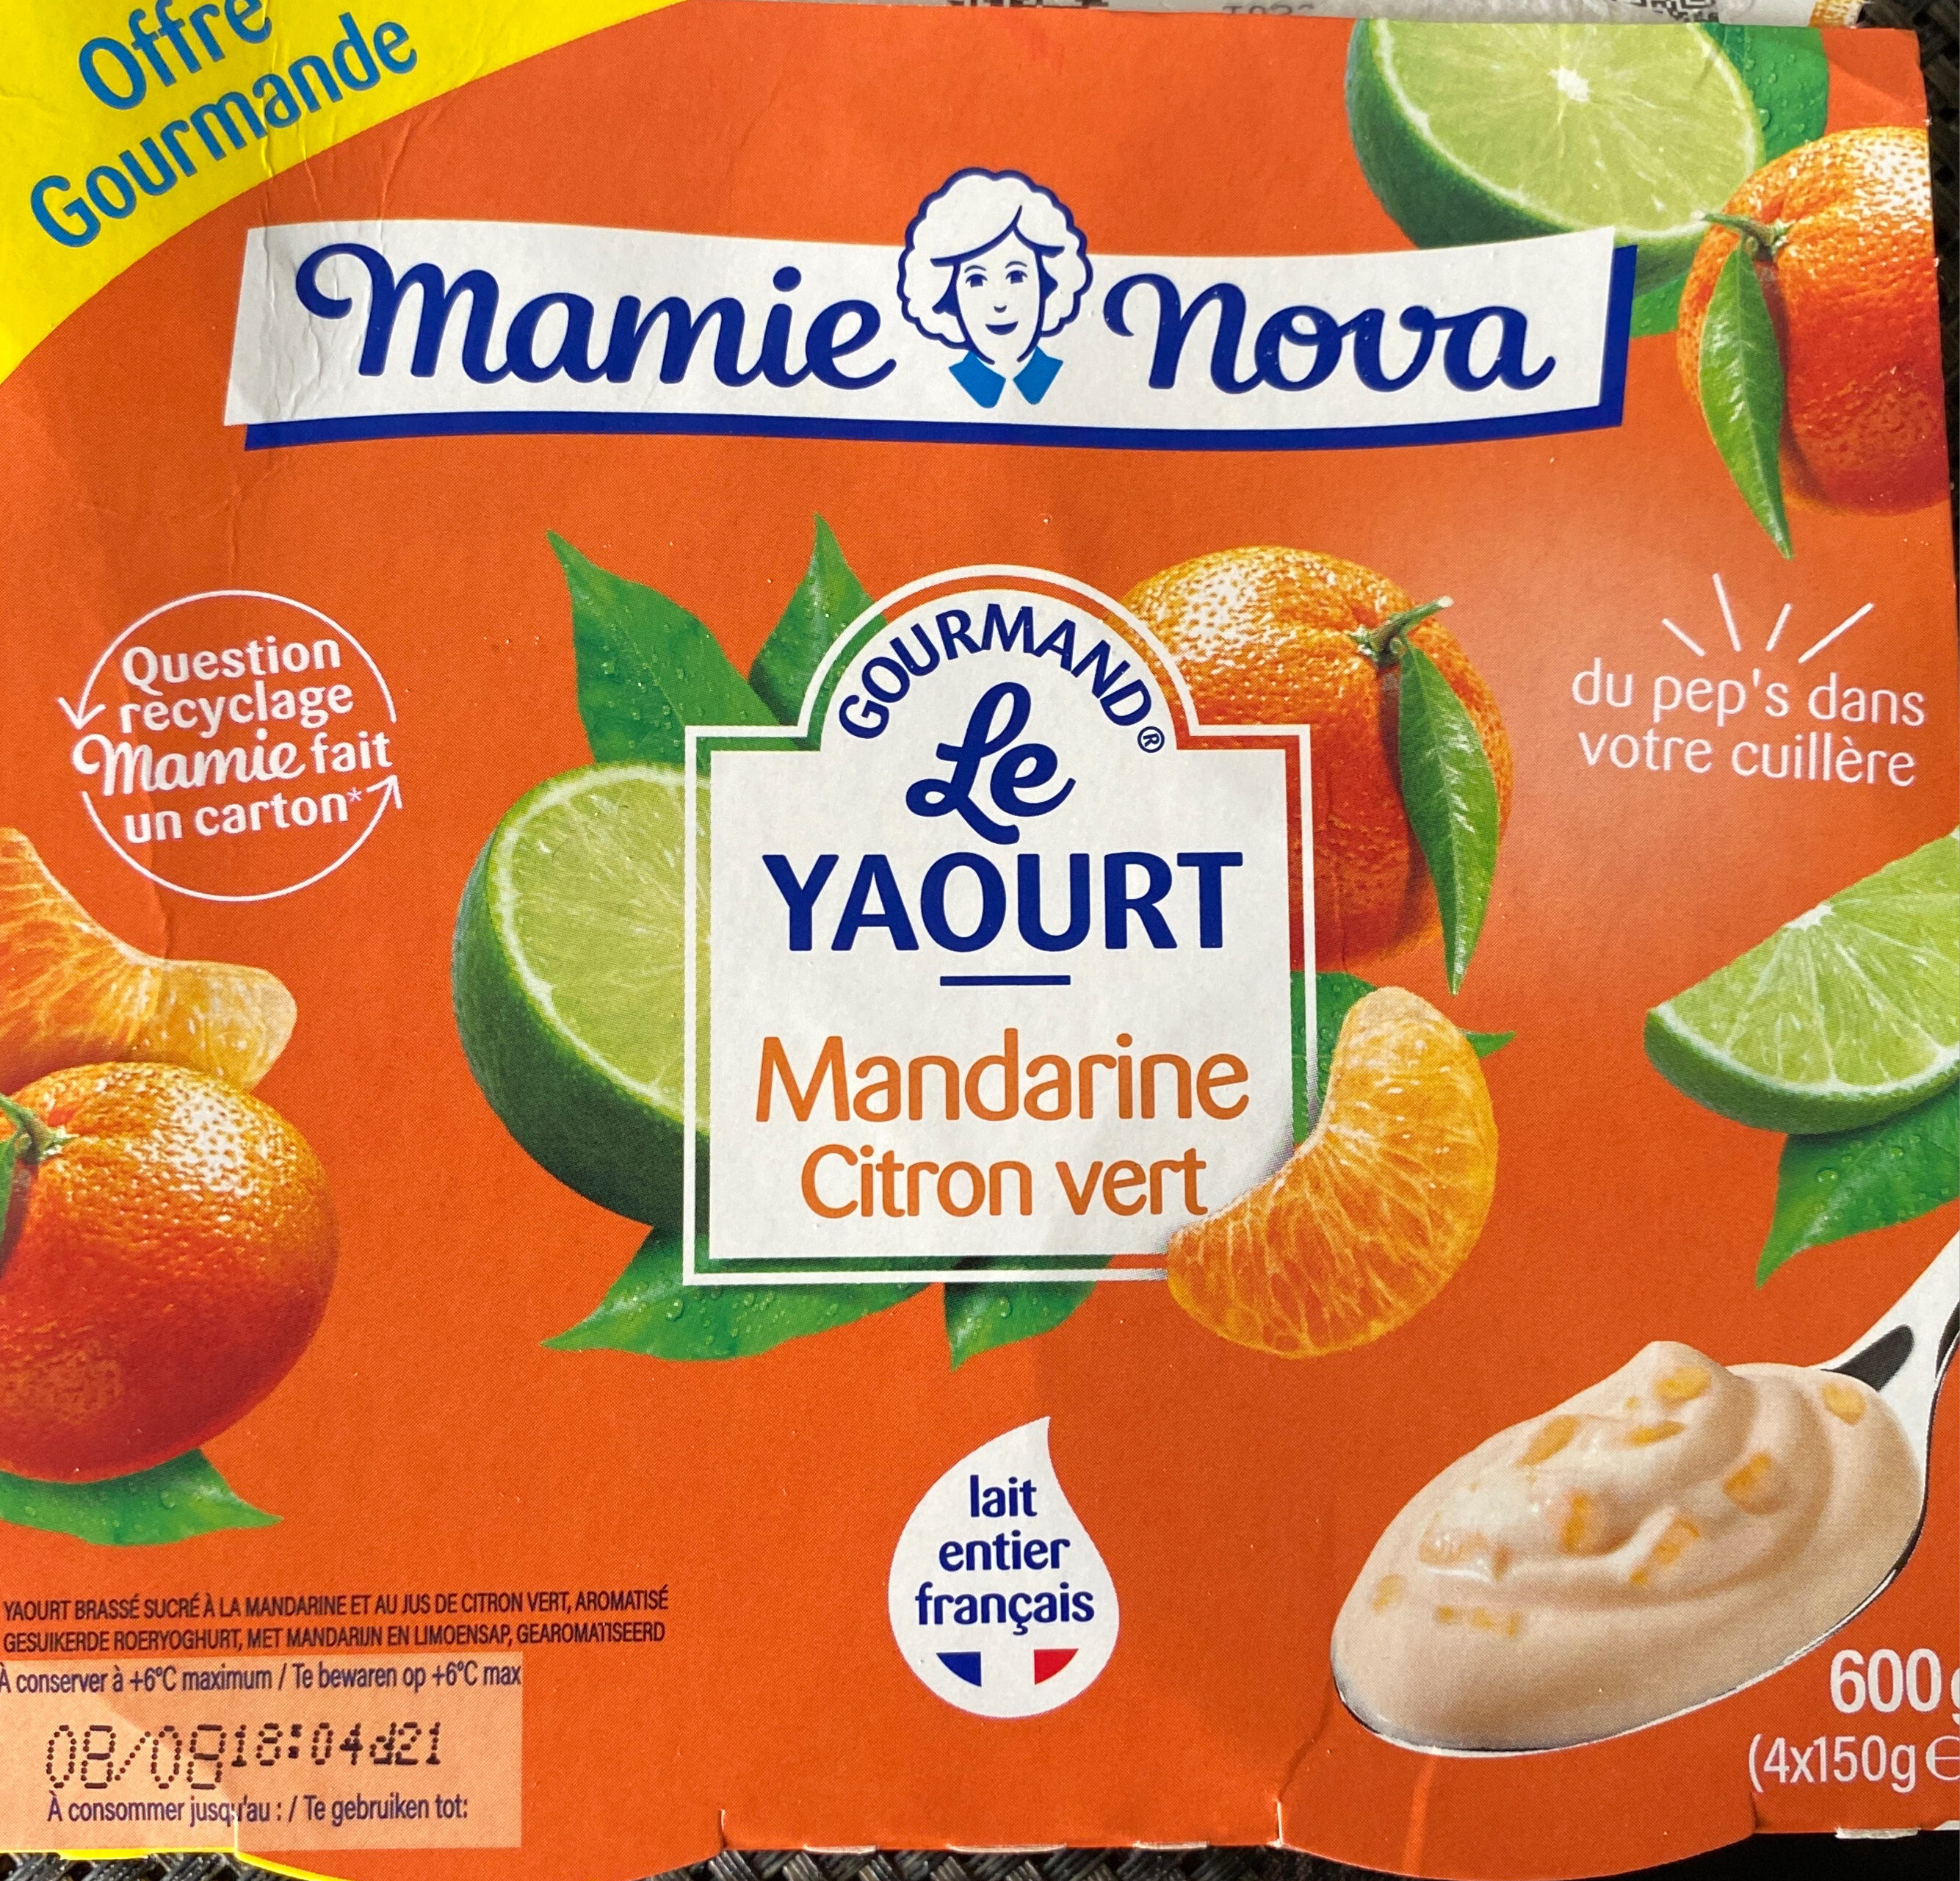 Offre
Gourmande
Mamie Nova
Question
recyclage
Mamie fait
un carton*
GOURMAND®
Le
YAOURT
Mandarine
Citron vert
du pep's dans
votre cuillère
lait
entier
français
YAOURT BRASSÉ SUCRÉ À LA MANDARINE ET AU JUS DE CITRON VERT, AROMATISÉ
GESUIKERDE ROERYOGHURT, MET MANDARIJN EN LIMOENSAP, GEAROMATISEERD
À conserver à +6°C maximum / Te bewaren op +6°C max
08/08 18:04d21
À consommer jusqu'au : / Te gebruiken tot:
600g
(4x150g e